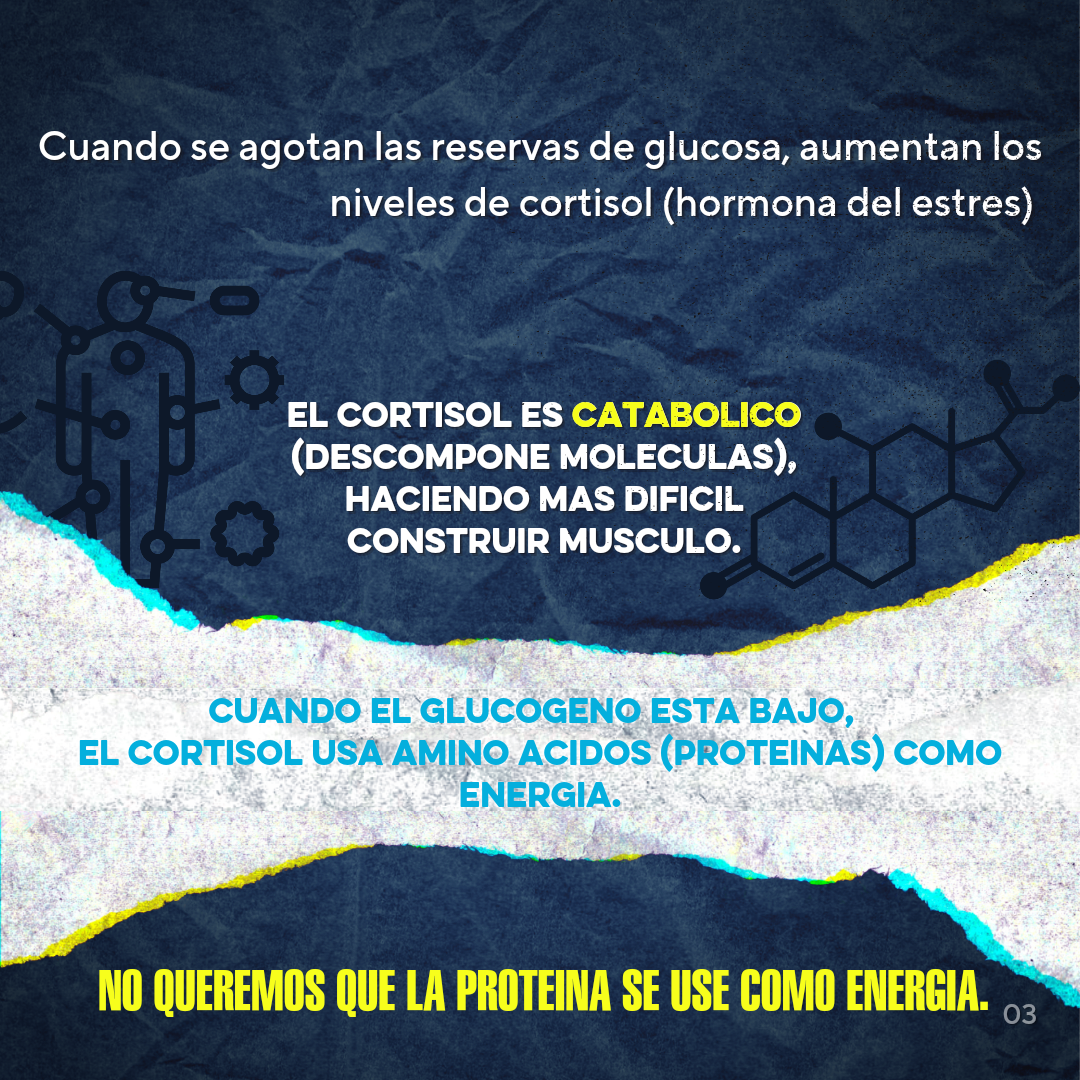 Cuando se agotan las reservas de glucosa, aumentan los
niveles de cortisol (hormona del estres)
EL CORTISOL ES CATABOLICO
(DESCOMPONE MOLECULAS),
HACIENDO MAS DIFICIL
CONSTRUIR MUSCULO.
CUANDO EL GLUCOGENO ESTA BAJO,
EL CORTISOL USA AMINO ACIDOS (PROTEINAS) COMO
ENERGIA.
NO QUEREMOS QUE LA PROTEINA SE USE COMO ENERGIA.
03